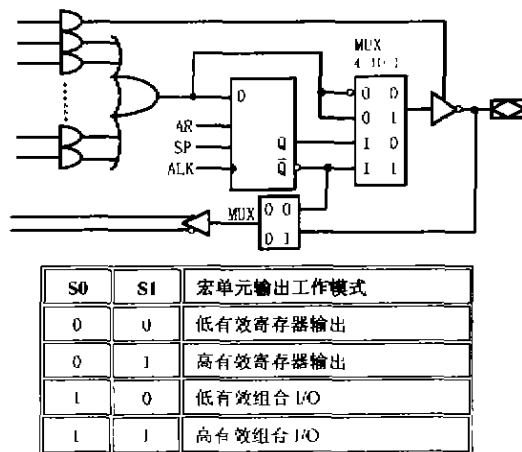 MUX
D
AR
SP
ALK
Q
Q̅
0 0
0 1
1 0
1 1
MUX
0 0
0 1
S0 S1 宏单元输出工作模式
0 0 低有效寄存器输出
0 1 高有效寄存器输出
1 0 低有效组合 I/O
1 1 高有效组合 I/O